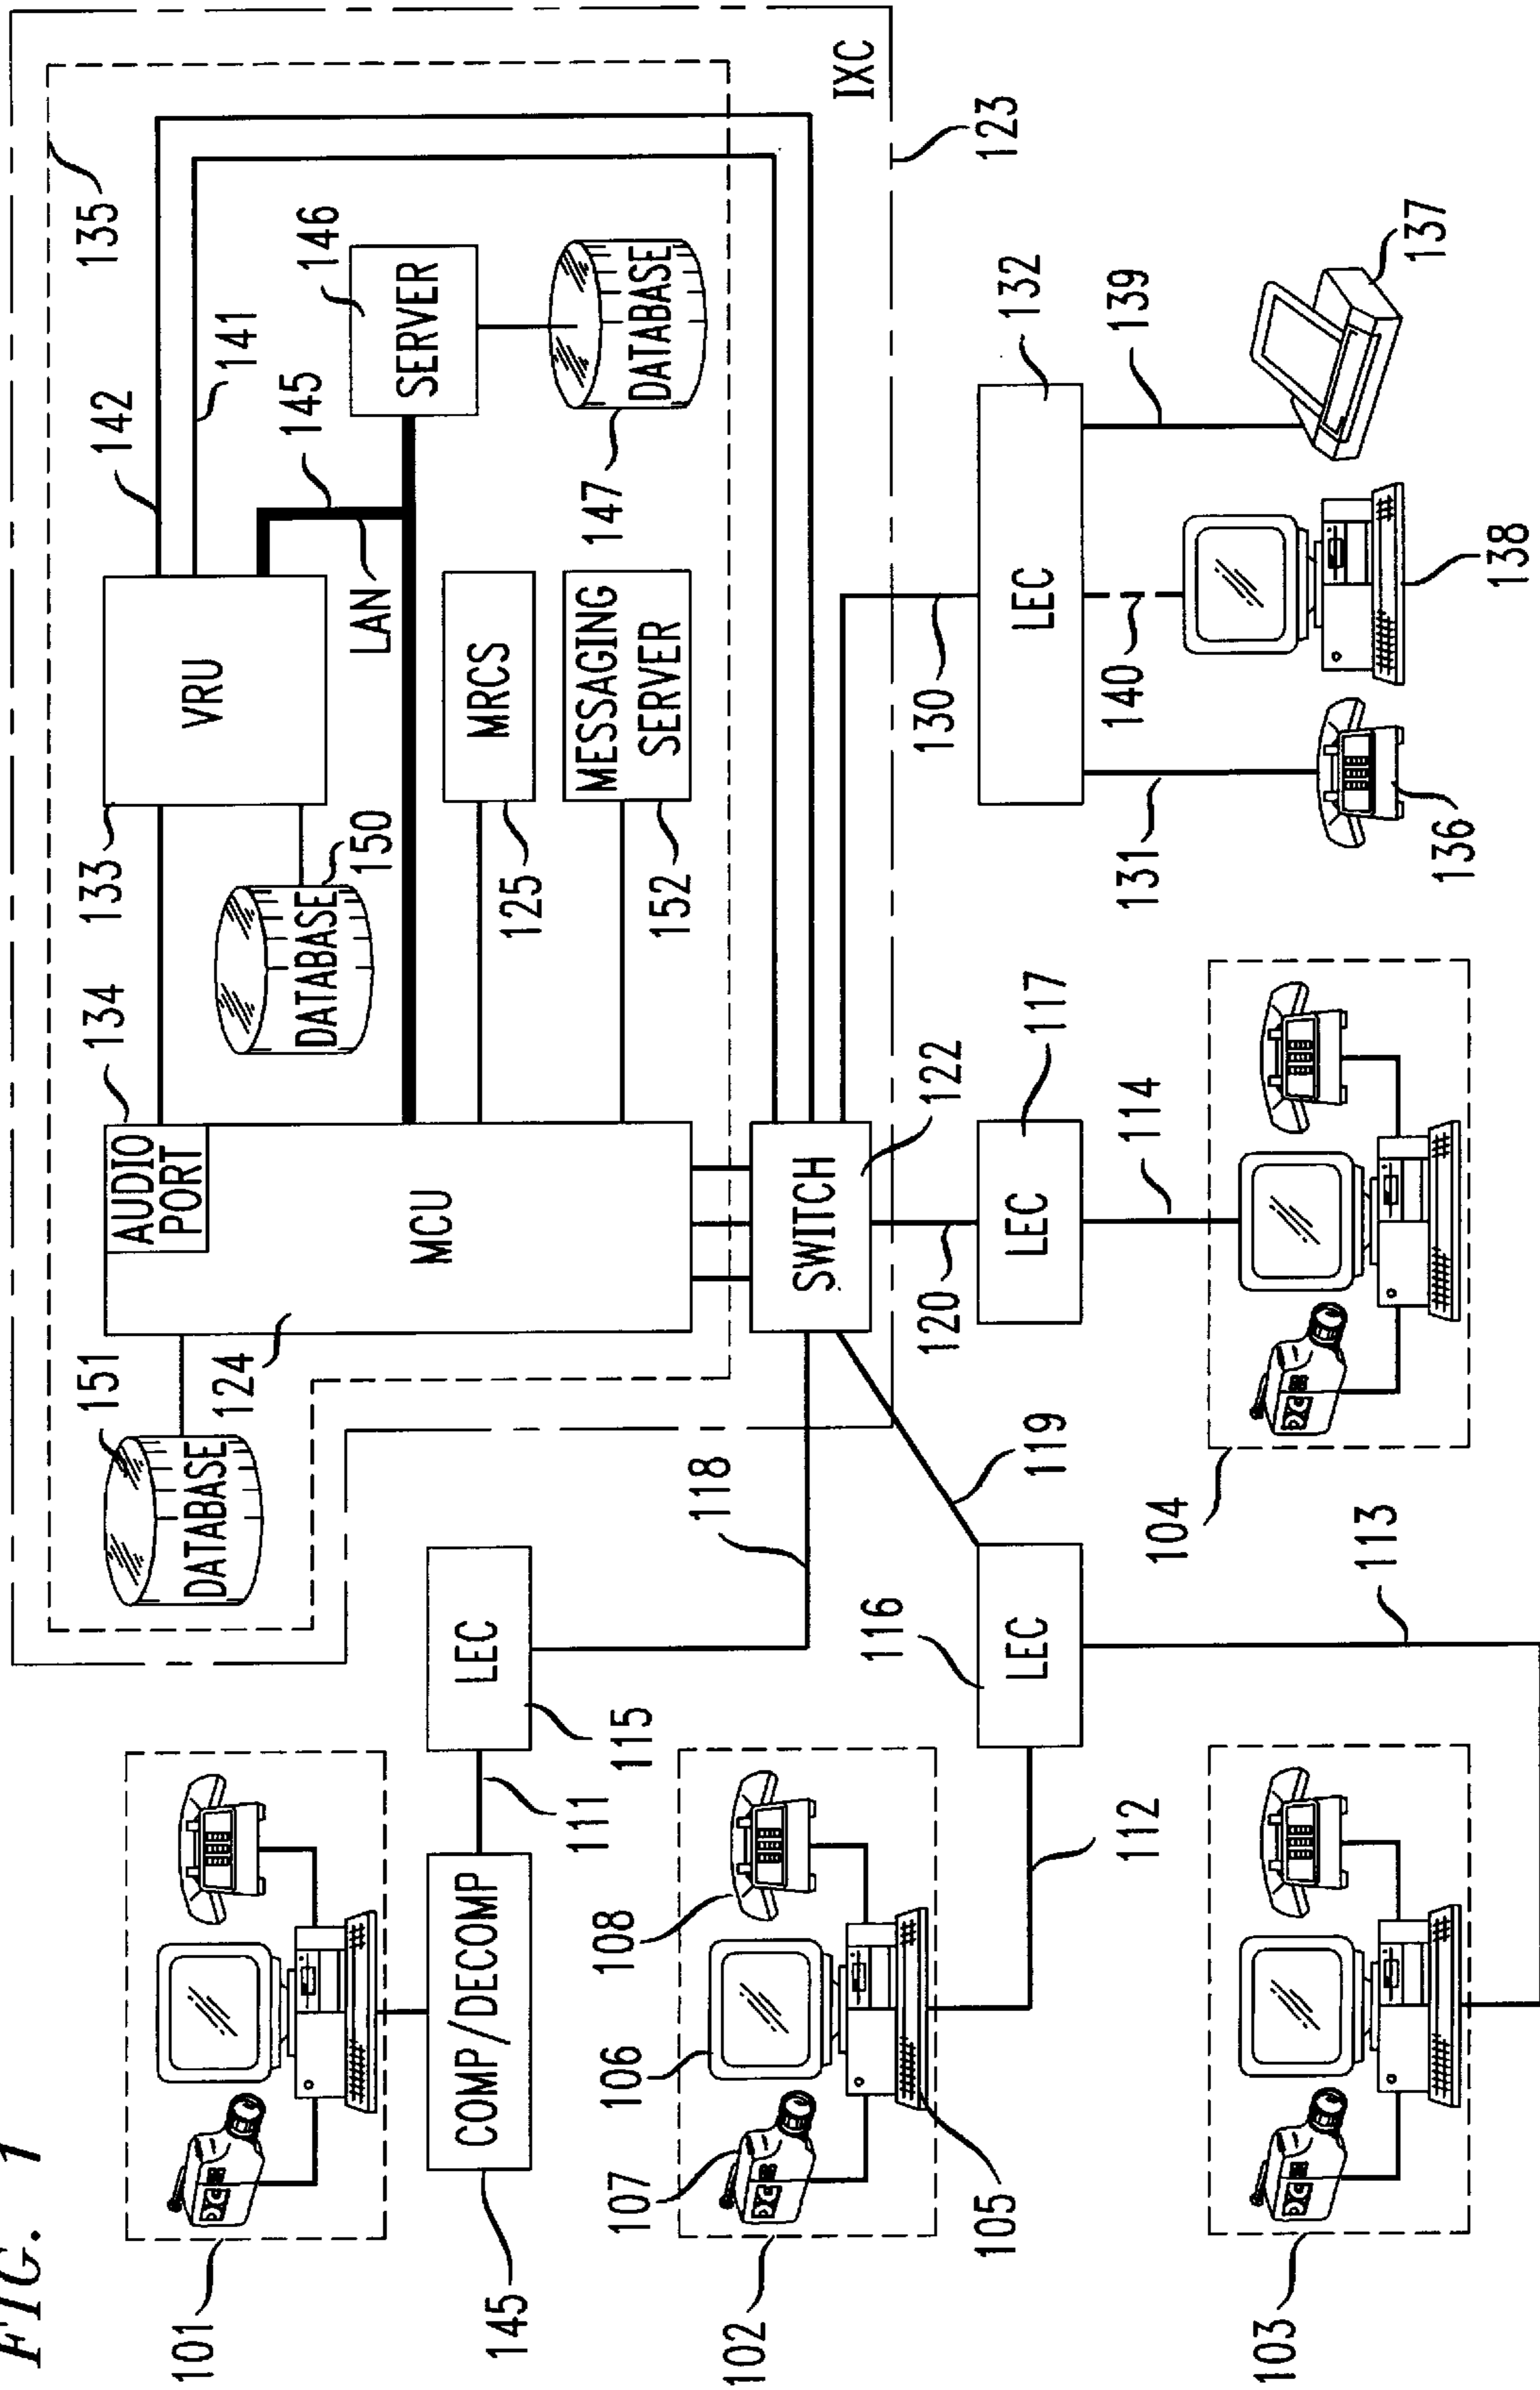 FIG. 1
135
142
141
145
146
SERVER
VRU
LAN
133
134
AUDIO
PORT
DATABASE
150
DATABASE
147
MRCS
125
MESSAGING
SERVER
152
MCU
124
151
DATABASE
IXC
123
SWITCH
122
101
COMP/DECOMP
145
111
LEC
115
118
119
120
130
102
107
106
108
105
112
LEC
116
113
103
LEC
117
114
104
LEC
132
131
140
139
136
138
137